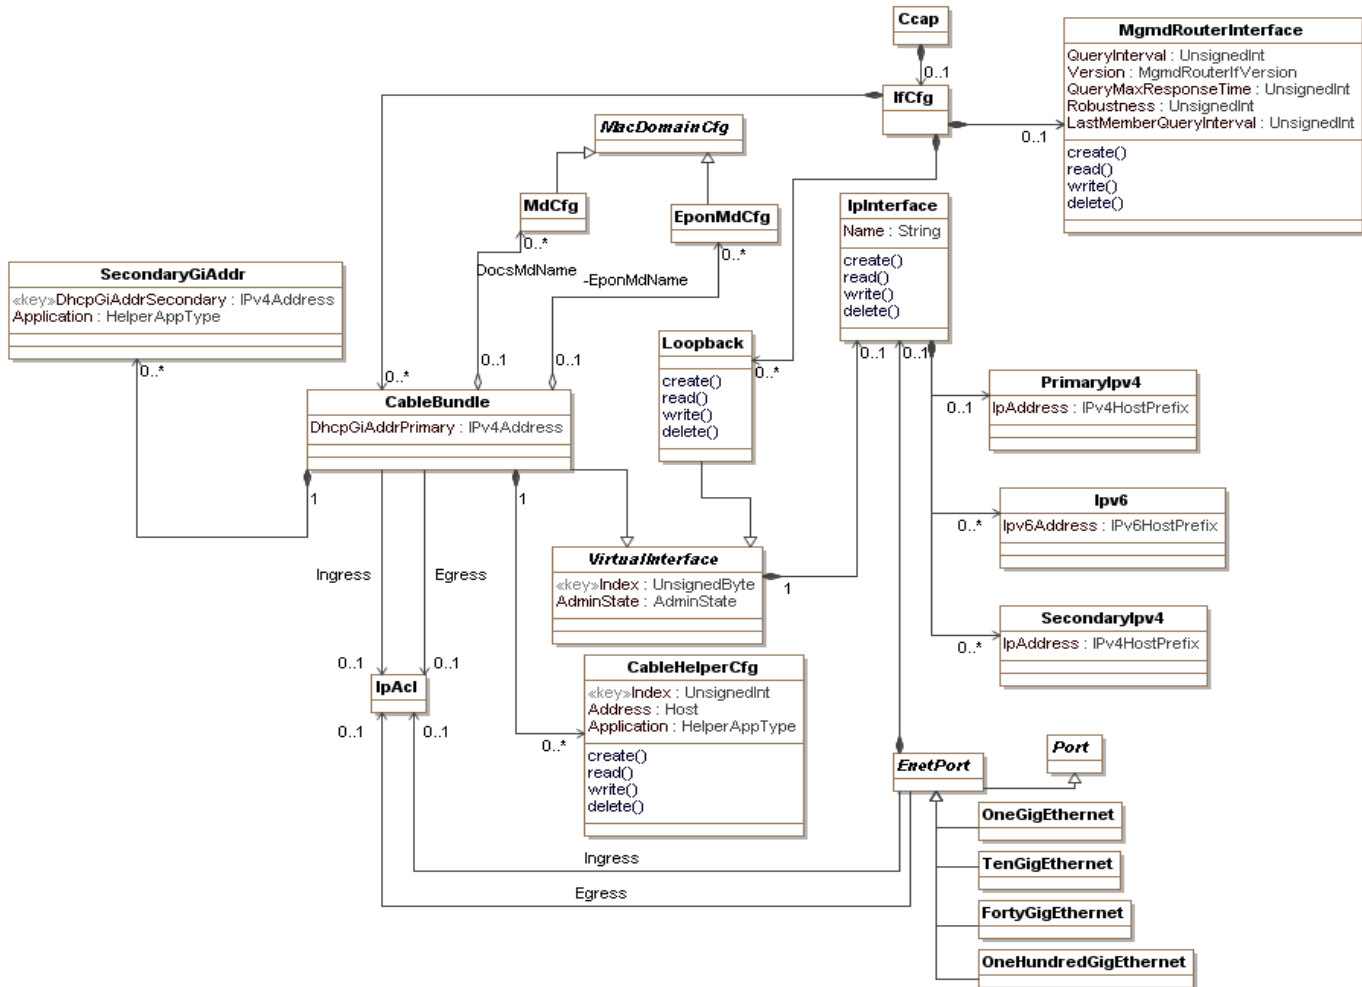 Ccap
0..1
IfCfg
MgmdRouterInterface
QueryInterval : UnsignedInt
Version : MgmdRouterIfVersion
QueryMaxResponseTime : UnsignedInt
Robustness : UnsignedInt
LastMemberQueryInterval : UnsignedInt
create()
read()
write()
delete()
0..1
MacDomainCfg
MdCfg
0..*
EponMdCfg
0..*
DocsMdName
-EponMdName
IpInterface
Name : String
create()
read()
write()
delete()
0..1
0..1
SecondaryGiAddr
«key»DhcpGiAddrSecondary : IPv4Address
Application : HelperAppType
0..*
0..*
0..1
0..1
Loopback
create()
read()
write()
delete()
0..*
CableBundle
DhcpGiAddrPrimary : IPv4Address
1
1
PrimaryIpv4
IpAddress : IPv4HostPrefix
0..1
Ipv6
Ipv6Address : IPv6HostPrefix
0..*
SecondaryIpv4
IpAddress : IPv4HostPrefix
0..*
Ingress
Egress
VirtualInterface
«key»Index : UnsignedByte
AdminState : AdminState
1
0..1
0..1
IpAcl
0..1
0..1
CableHelperCfg
«key»Index : UnsignedInt
Address : Host
Application : HelperAppType
create()
read()
write()
delete()
0..*
EnetPort
Port
OneGigEthernet
TenGigEthernet
FortyGigEthernet
OneHundredGigEthernet
Ingress
Egress